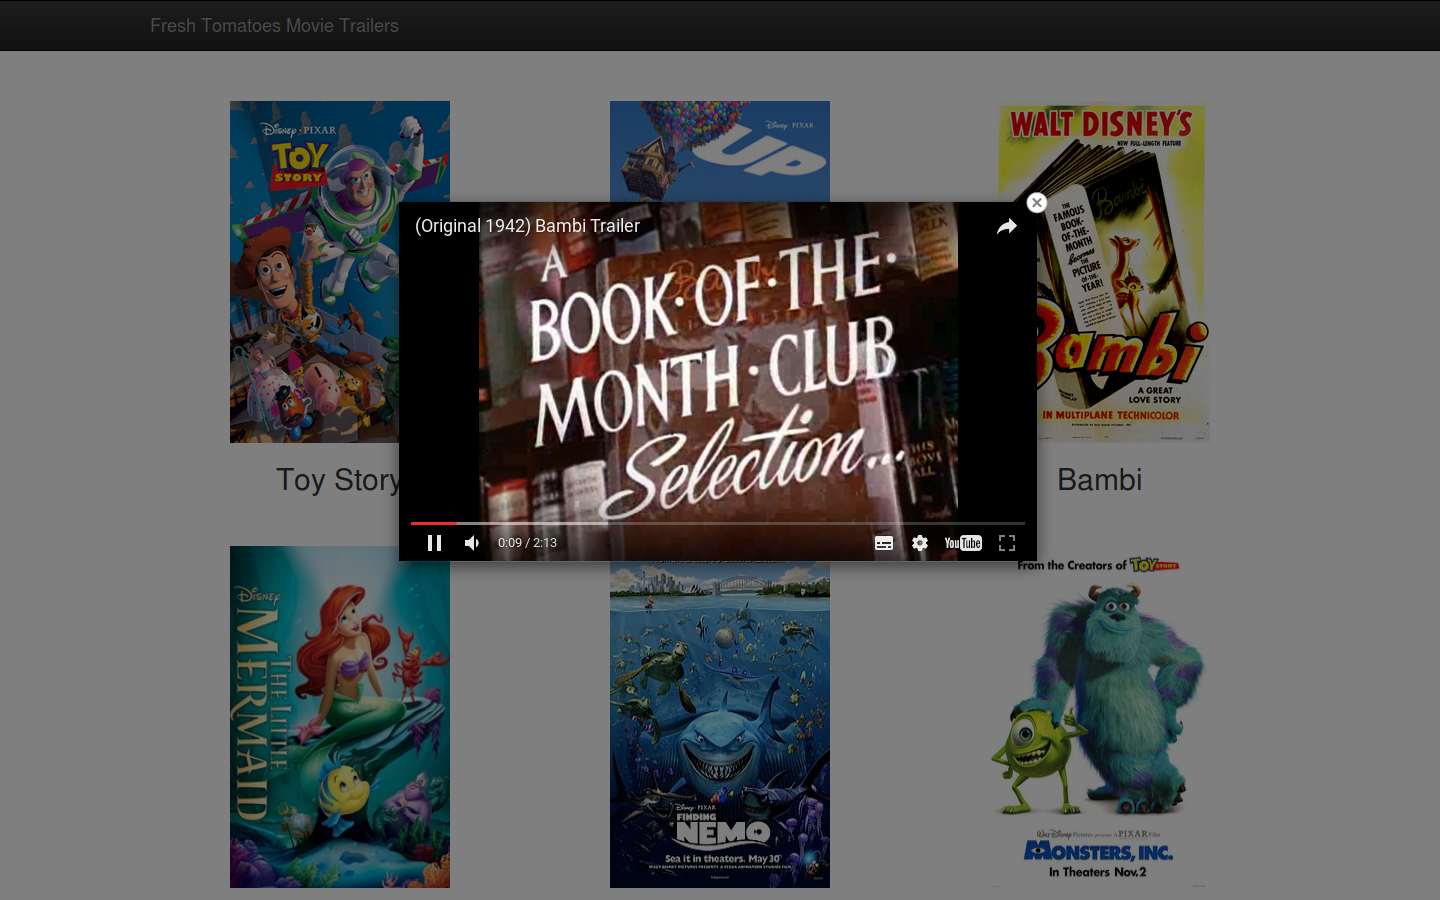 Fresh Tomatoes Movie Trailers
Disney · PIXAR
TOY
STORY
Disney · PIXAR
UP
WALT DISNEY'S
NEW FULL-LENGTH FEATURE
Bambi
THE
FAMOUS
BOOK-
OF-THE-
MONTH
becomes
THE
PICTURE
OF-THE-
YEAR!
Bambi
A GREAT
LOVE STORY
IN MULTIPLANE TECHNICOLOR
(Original 1942) Bambi Trailer
A
BOOK·OF·THE·
MONTH·CLUB
Selection...
0:09 / 2:13
YouTube
Toy Story
Bambi
Disney
THE LITTLE
MERMAID
Disney · PIXAR
FINDING
NEMO
Sea it in theaters. May 30
From the Creators of TOY STORY
Walt Disney Pictures presents A PIXAR Film
MONSTERS, INC.
In Theaters Nov.2